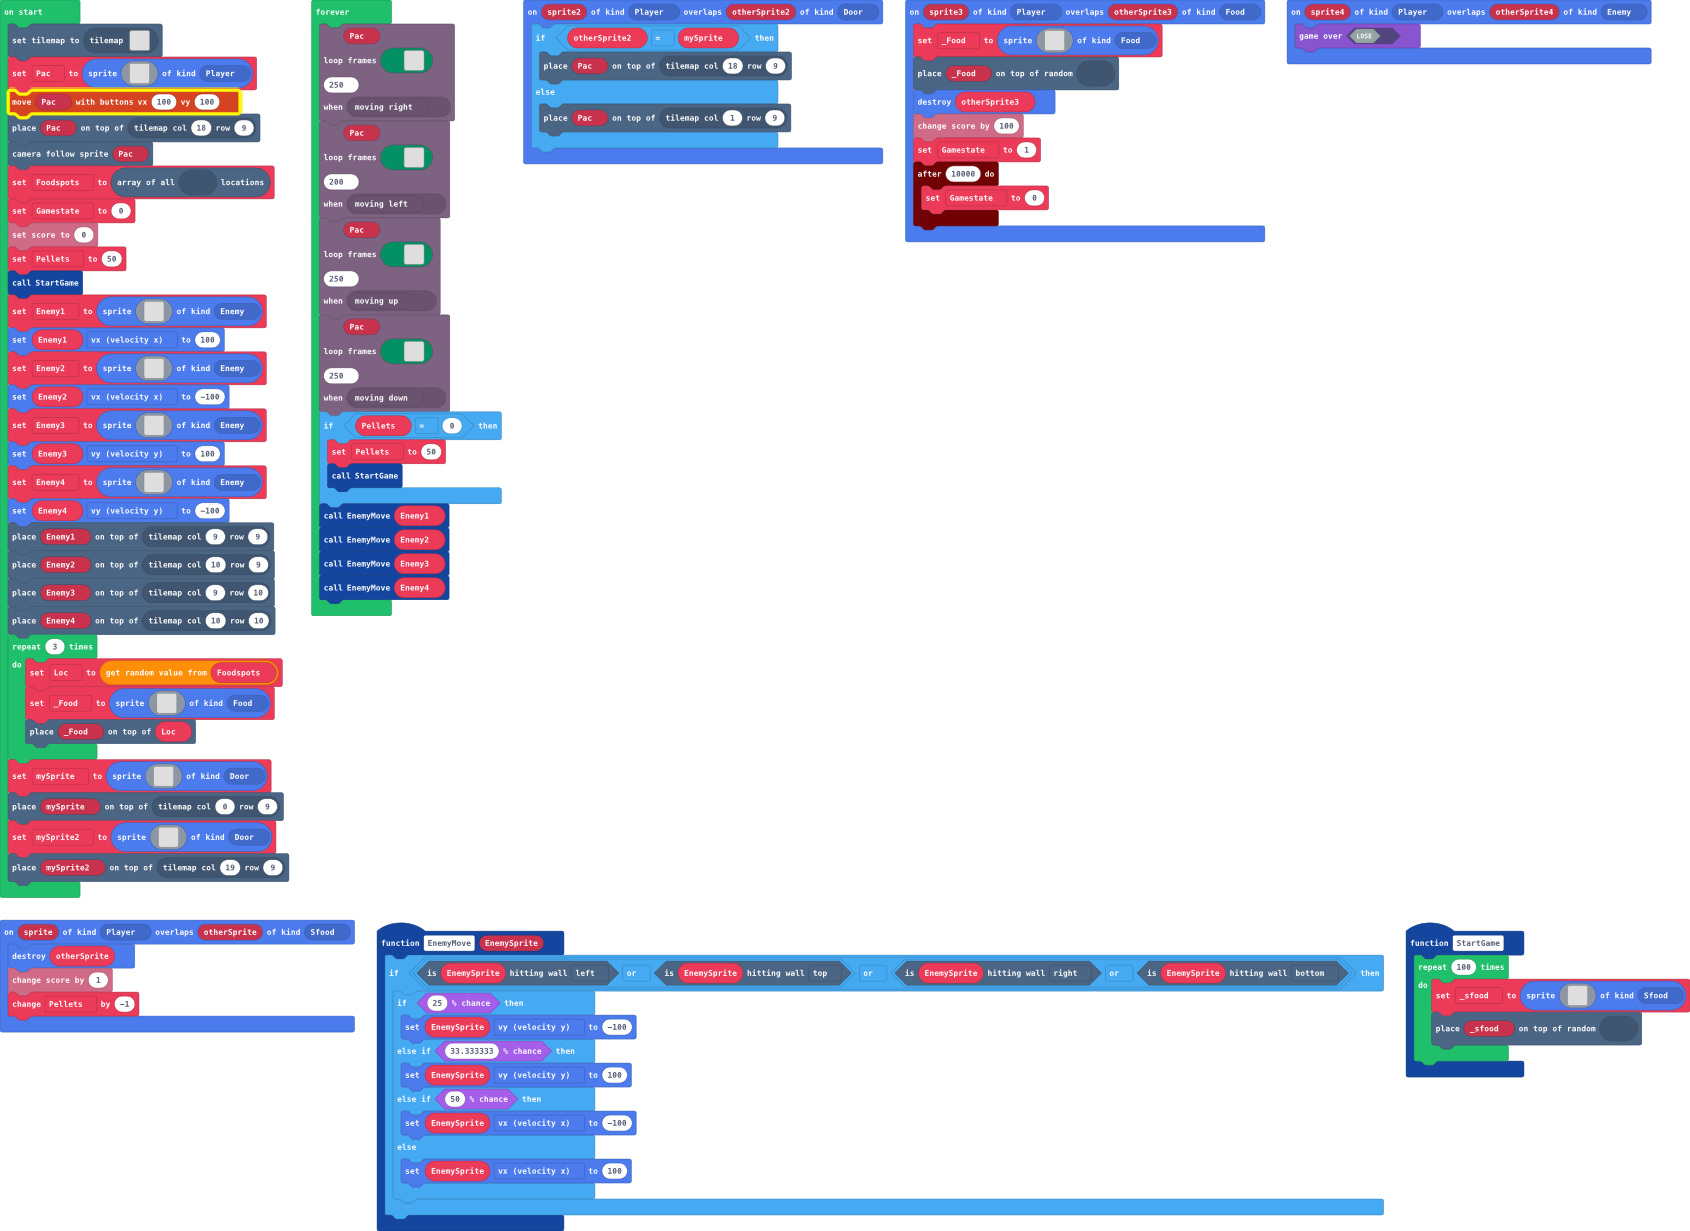 on start
set tilemap to tilemap
set Pac to sprite of kind Player
move Pac with buttons vx 100 vy 100
place Pac on top of tilemap col 18 row 9
camera follow sprite Pac
set Foodspots to array of all locations
set Gamestate to 0
set score to 0
set Pellets to 50
call StartGame
set Enemy1 to sprite of kind Enemy
set Enemy1 vx (velocity x) to 100
set Enemy2 to sprite of kind Enemy
set Enemy2 vx (velocity x) to -100
set Enemy3 to sprite of kind Enemy
set Enemy3 vy (velocity y) to 100
set Enemy4 to sprite of kind Enemy
set Enemy4 vy (velocity y) to -100
place Enemy1 on top of tilemap col 9 row 9
place Enemy2 on top of tilemap col 10 row 9
place Enemy3 on top of tilemap col 9 row 10
place Enemy4 on top of tilemap col 10 row 10
repeat 3 times
do set Loc to get random value from Foodspots
set _Food to sprite of kind Food
place _Food on top of Loc
set mySprite to sprite of kind Door
place mySprite on top of tilemap col 0 row 9
set mySprite2 to sprite of kind Door
place mySprite2 on top of tilemap col 19 row 9
forever
Pac
loop frames
250
when moving right
Pac
loop frames
200
when moving left
Pac
loop frames
250
when moving up
Pac
loop frames
250
when moving down
if Pellets = 0 then
set Pellets to 50
call StartGame
call EnemyMove Enemy1
call EnemyMove Enemy2
call EnemyMove Enemy3
call EnemyMove Enemy4
on sprite2 of kind Player overlaps otherSprite2 of kind Door
if otherSprite2 = mySprite then
place Pac on top of tilemap col 18 row 9
else
place Pac on top of tilemap col 1 row 9
on sprite3 of kind Player overlaps otherSprite3 of kind Food
set _Food to sprite of kind Food
place _Food on top of random
destroy otherSprite3
change score by 100
set Gamestate to 1
after 10000 do
set Gamestate to 0
on sprite4 of kind Player overlaps otherSprite4 of kind Enemy
game over LOSE
on sprite of kind Player overlaps otherSprite of kind Sfood
destroy otherSprite
change score by 1
change Pellets by -1
function EnemyMove EnemySprite
if is EnemySprite hitting wall left or is EnemySprite hitting wall top or is EnemySprite hitting wall right or is EnemySprite hitting wall bottom then
if 25 % chance then
set EnemySprite vy (velocity y) to -100
else if 33.333333 % chance then
set EnemySprite vy (velocity y) to 100
else if 50 % chance then
set EnemySprite vx (velocity x) to -100
else
set EnemySprite vx (velocity x) to 100
function StartGame
repeat 100 times
do set _sfood to sprite of kind Sfood
place _sfood on top of random